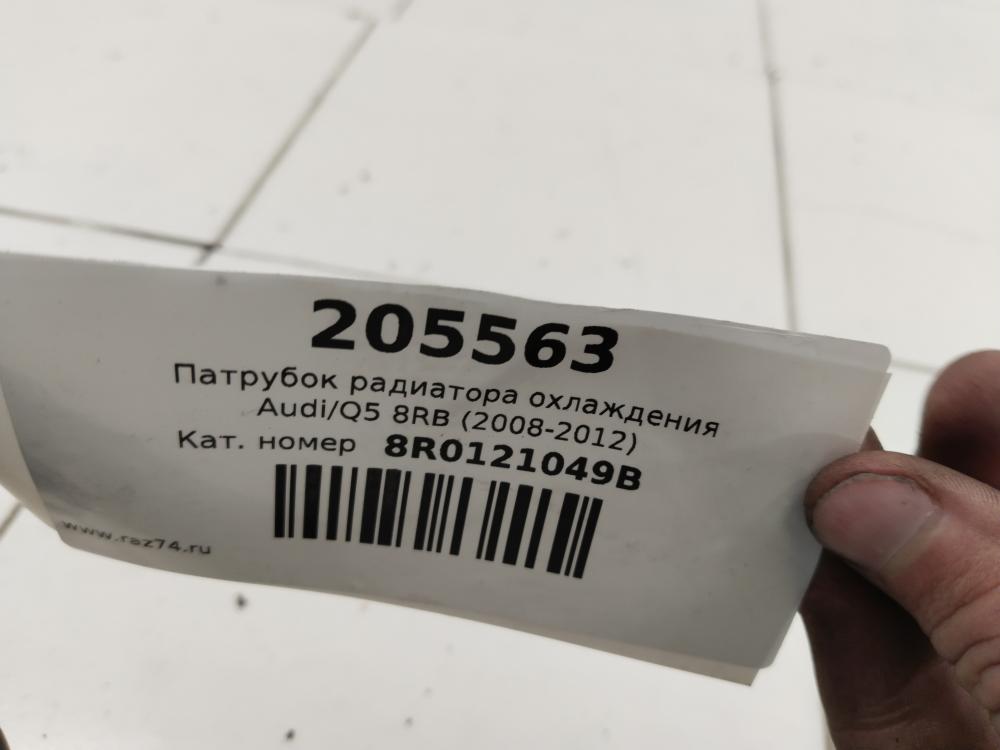 205563
Патрубок радиатора охлаждения
Audi/Q5 8RB (2008-2012)
Кат. номер 8R0121049B
www.raz74.ru